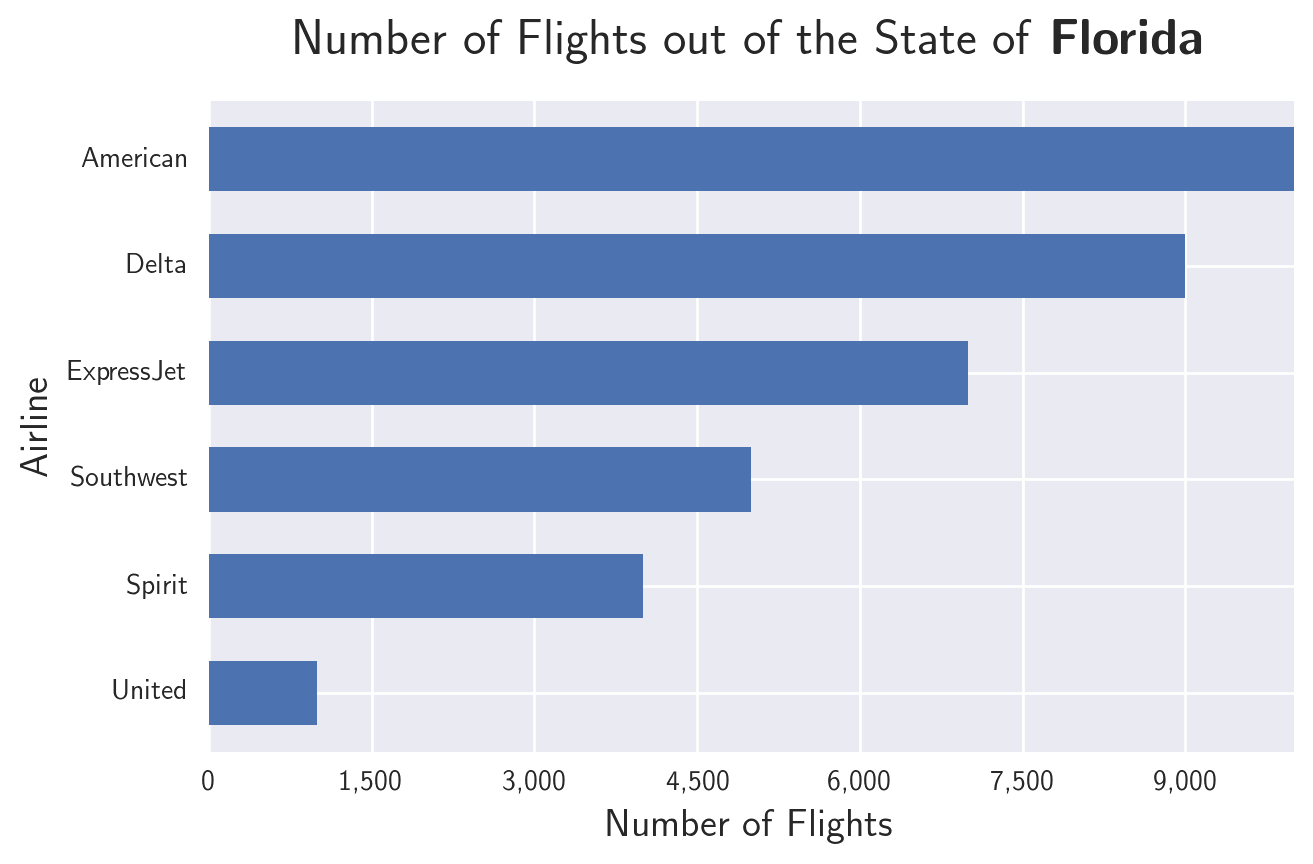 Number of Flights out of the State of Florida
American
Delta
ExpressJet
Southwest
Spirit
United
Airline
0 1,500 3,000 4,500 6,000 7,500 9,000
Number of Flights